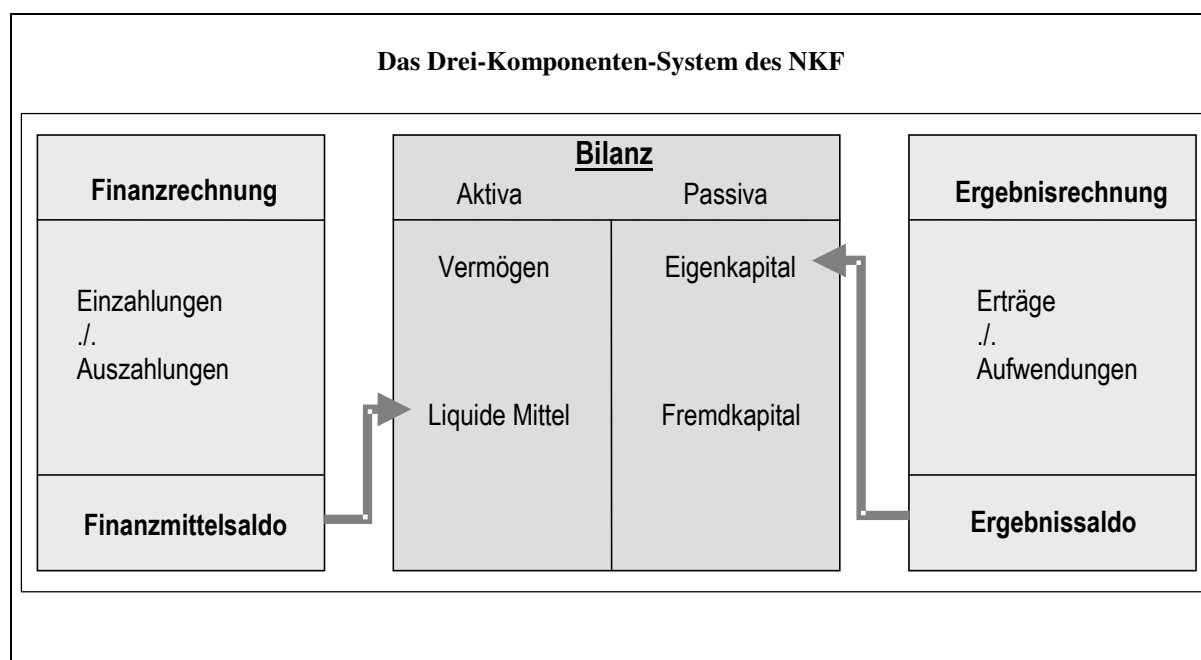 Das Drei-Komponenten-System des NKF
Finanzrechnung
Einzahlungen
./.
Auszahlungen
Finanzmittelsaldo
Bilanz
Aktiva Passiva
Vermögen Eigenkapital
Liquide Mittel Fremdkapital
Ergebnisrechnung
Erträge
./.
Aufwendungen
Ergebnissaldo